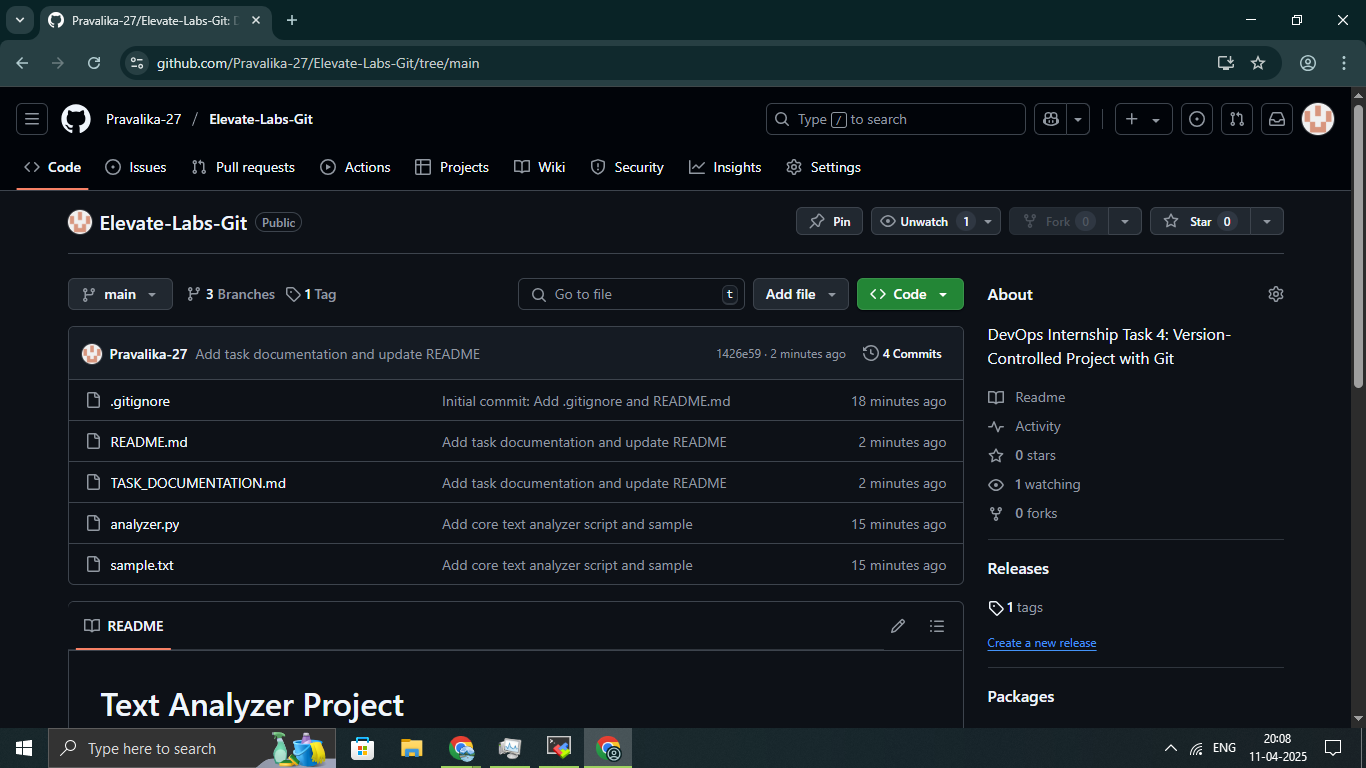 Pravalika-27/Elevate-Labs-Git: D
github.com/Pravalika-27/Elevate-Labs-Git/tree/main
Pravalika-27 / Elevate-Labs-Git
Type / to search
Code Issues Pull requests Actions Projects Wiki Security Insights Settings
Elevate-Labs-Git Public
Pin Unwatch 1 Fork 0 Star 0
main 3 Branches 1 Tag
Go to file t Add file Code
Pravalika-27 Add task documentation and update README 1426e59 · 2 minutes ago 4 Commits
.gitignore Initial commit: Add .gitignore and README.md 18 minutes ago
README.md Add task documentation and update README 2 minutes ago
TASK_DOCUMENTATION.md Add task documentation and update README 2 minutes ago
analyzer.py Add core text analyzer script and sample 15 minutes ago
sample.txt Add core text analyzer script and sample 15 minutes ago
README
Text Analyzer Project
About
DevOps Internship Task 4: Version-
Controlled Project with Git
Readme
Activity
0 stars
1 watching
0 forks
Releases
1 tags
Create a new release
Packages
Type here to search
ENG
20:08
11-04-2025